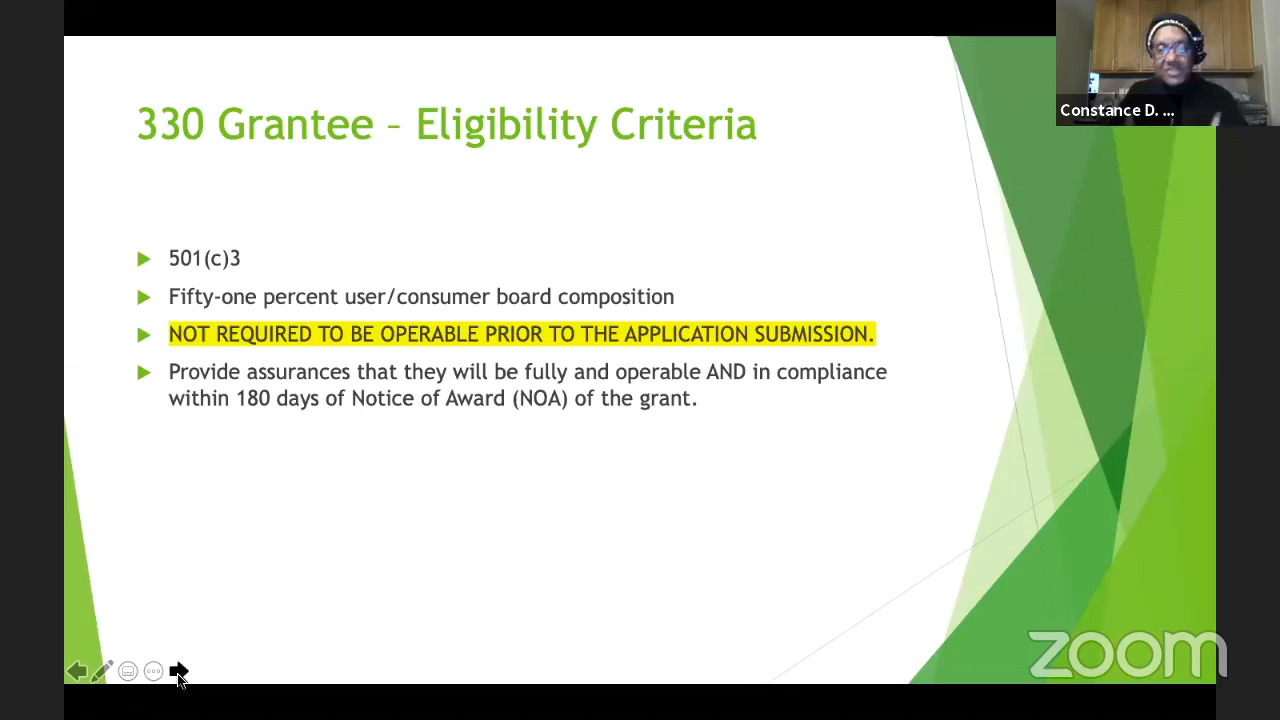 330 Grantee – Eligibility Criteria
501(c)3
Fifty-one percent user/consumer board composition
NOT REQUIRED TO BE OPERABLE PRIOR TO THE APPLICATION SUBMISSION.
Provide assurances that they will be fully and operable AND in compliance
within 180 days of Notice of Award (NOA) of the grant.
Constance D. ...
zoom